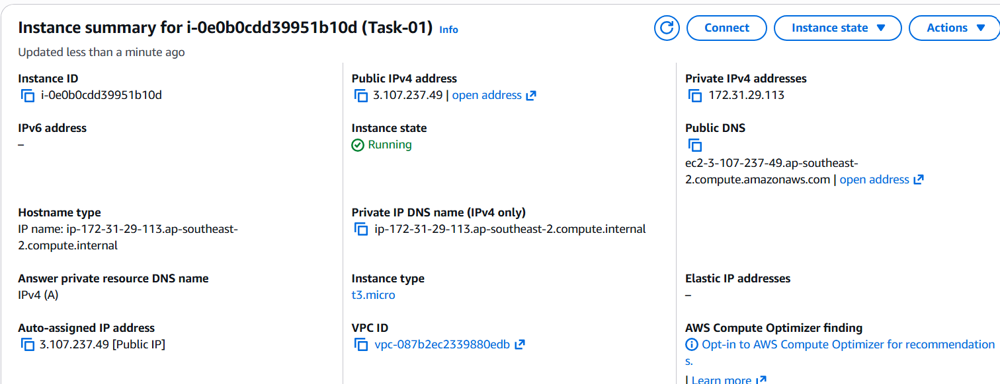 Instance summary for i-0e0b0cdd39951b10d (Task-01) Info
Connect
Instance state
Actions
Updated less than a minute ago
Instance ID
i-0e0b0cdd39951b10d
Public IPv4 address
3.107.237.49 | open address
Private IPv4 addresses
172.31.29.113
IPv6 address
–
Instance state
Running
Public DNS
ec2-3-107-237-49.ap-southeast-
2.compute.amazonaws.com | open address
Hostname type
IP name: ip-172-31-29-113.ap-southeast-
2.compute.internal
Private IP DNS name (IPv4 only)
ip-172-31-29-113.ap-southeast-2.compute.internal
Answer private resource DNS name
IPv4 (A)
Instance type
t3.micro
Elastic IP addresses
–
Auto-assigned IP address
3.107.237.49 [Public IP]
VPC ID
vpc-087b2ec2339880edb
AWS Compute Optimizer finding
Opt-in to AWS Compute Optimizer for recommendation
s.
| Learn more